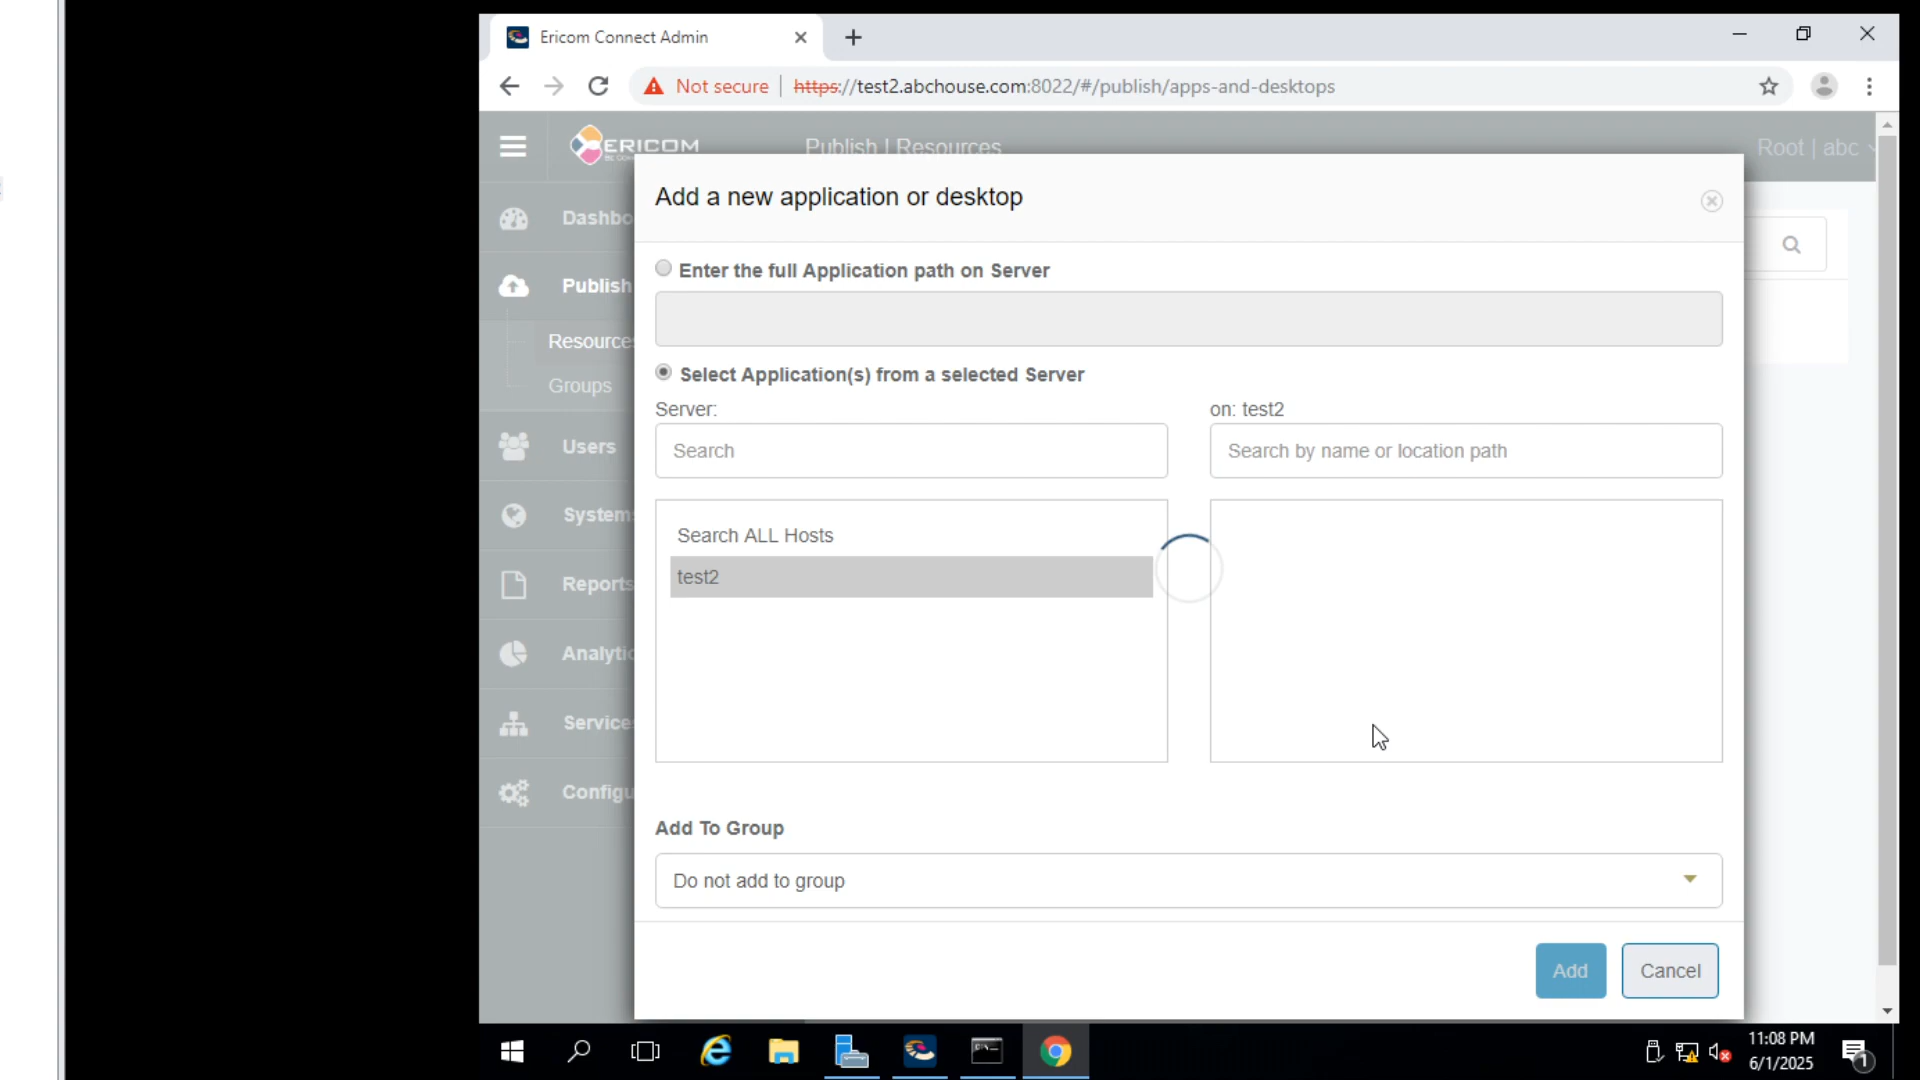 Ericom Connect Admin
Not secure
https://test2.abchouse.com:8022/#/publish/apps-and-desktops
ERICOM
Publish | Resources
Root | abc
Add a new application or desktop
Dashbo
Enter the full Application path on Server
Publish
Resources
Select Application(s) from a selected Server
Groups
Server:
on: test2
Users
Search
Search by name or location path
Systems
Search ALL Hosts
test2
Reports
Analytic
Service
Configu
Add To Group
Do not add to group
Add
Cancel
11:08 PM
6/1/2025
1